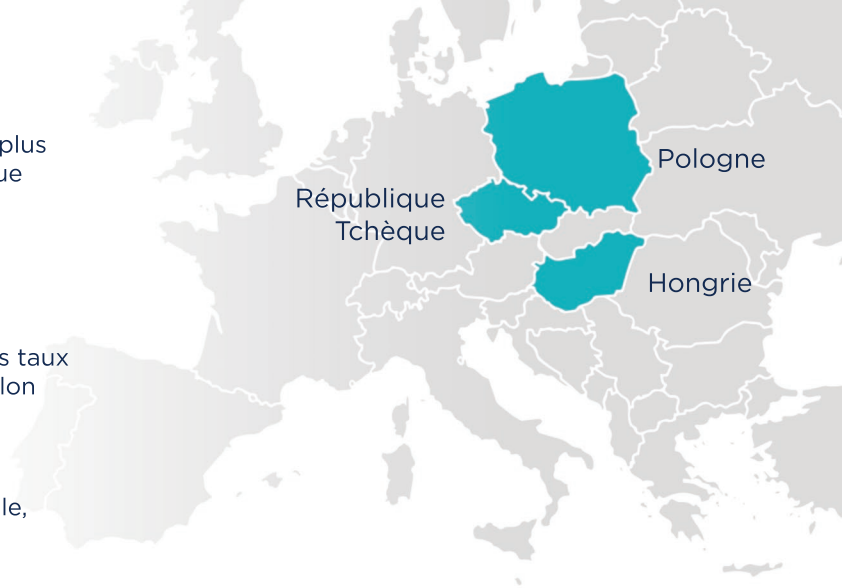 plus
ue
Pologne
République
Tchèque
Hongrie
s taux
lon
le,